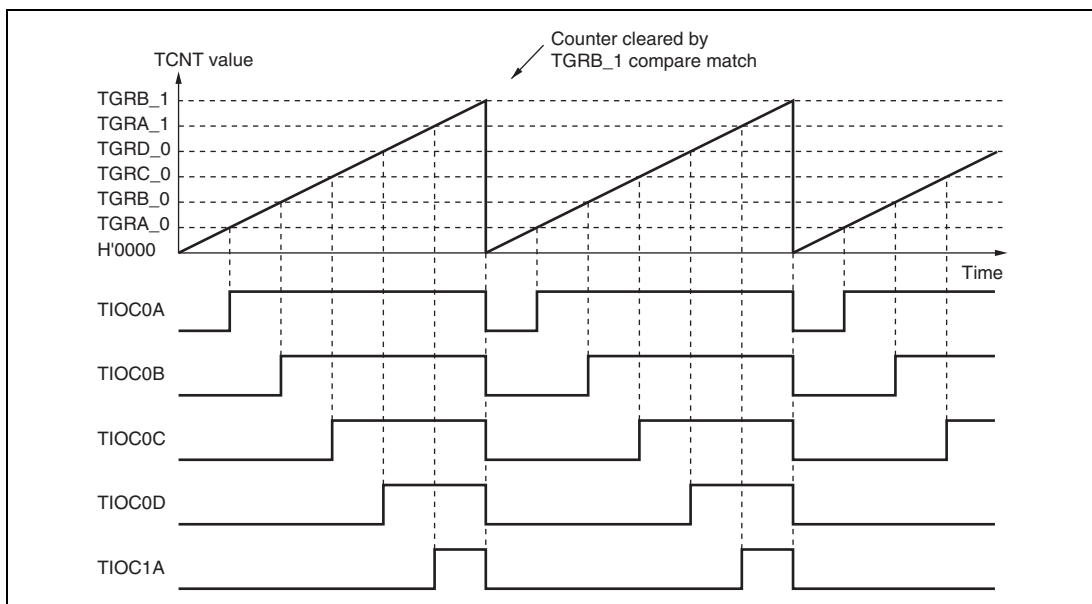 Counter cleared by
TGRB_1 compare match
TCNT value
TGRB_1
TGRA_1
TGRD_0
TGRC_0
TGRB_0
TGRA_0
H'0000
Time
TIOC0A
TIOC0B
TIOC0C
TIOC0D
TIOC1A